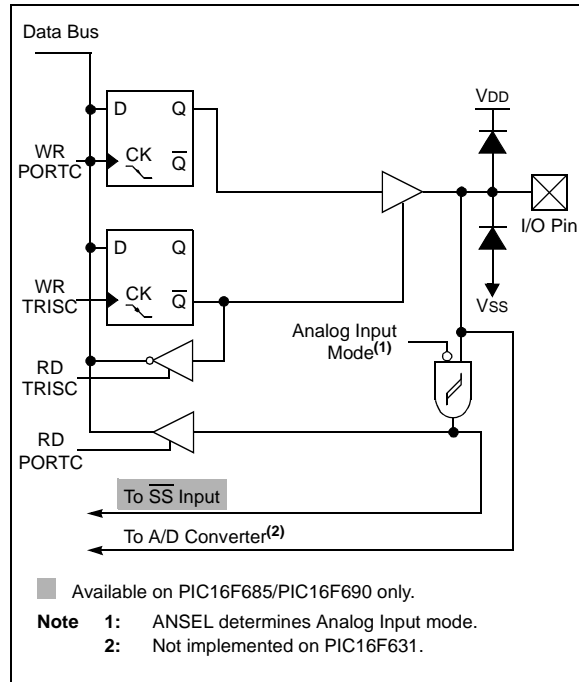 Data Bus
D Q
WR
PORTC
CK Q
VDD
I/O Pin
D Q
WR
TRISC
CK Q
VSS
Analog Input
Mode(1)
RD
TRISC
RD
PORTC
To SS Input
To A/D Converter(2)
Available on PIC16F685/PIC16F690 only.
Note 1: ANSEL determines Analog Input mode.
2: Not implemented on PIC16F631.